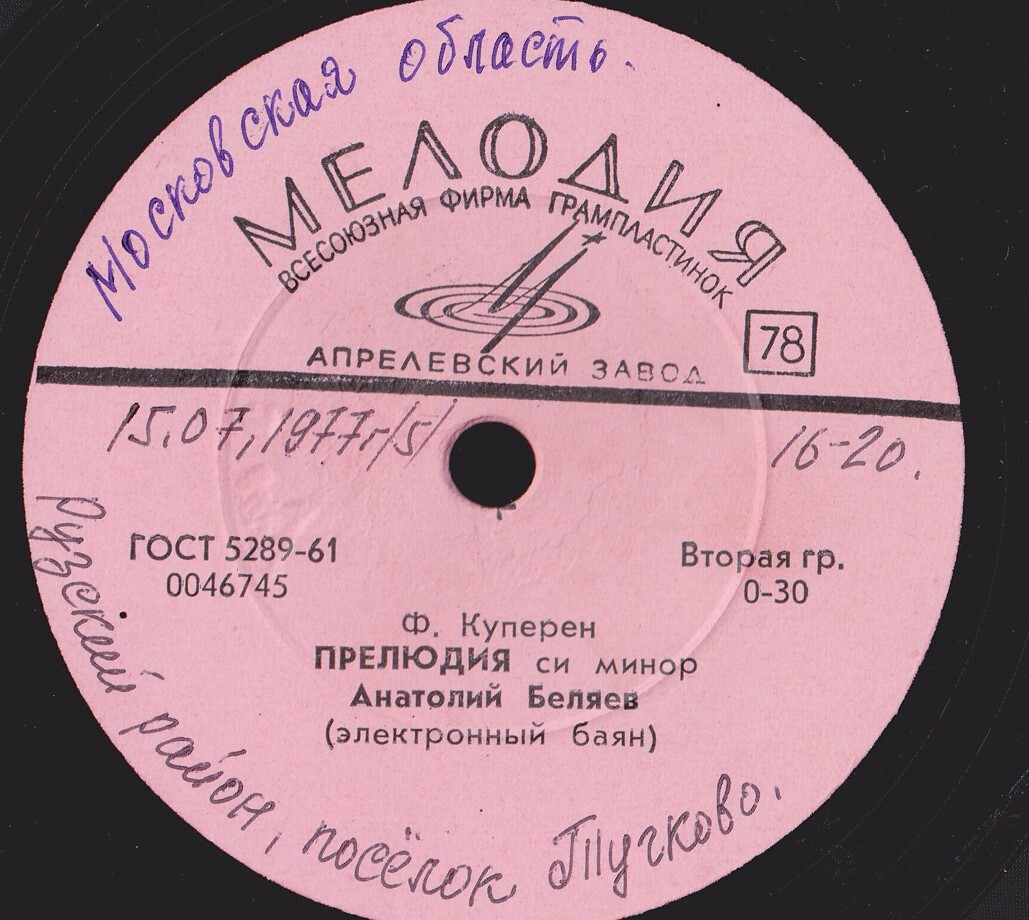 Московская область.
МЕЛОДИЯ
ВСЕСОЮЗНАЯ ФИРМА ГРАМПЛАСТИНОК
АПРЕЛЕВСКИЙ ЗАВОД
78
15.07,1977г/5/
16-20.
ГОСТ 5289-61
0046745
Вторая гр.
0-30
Ф. Куперен
ПРЕЛЮДИЯ си минор
Анатолий Беляев
(электронный баян)
Рузский район, посёлок Тучково.